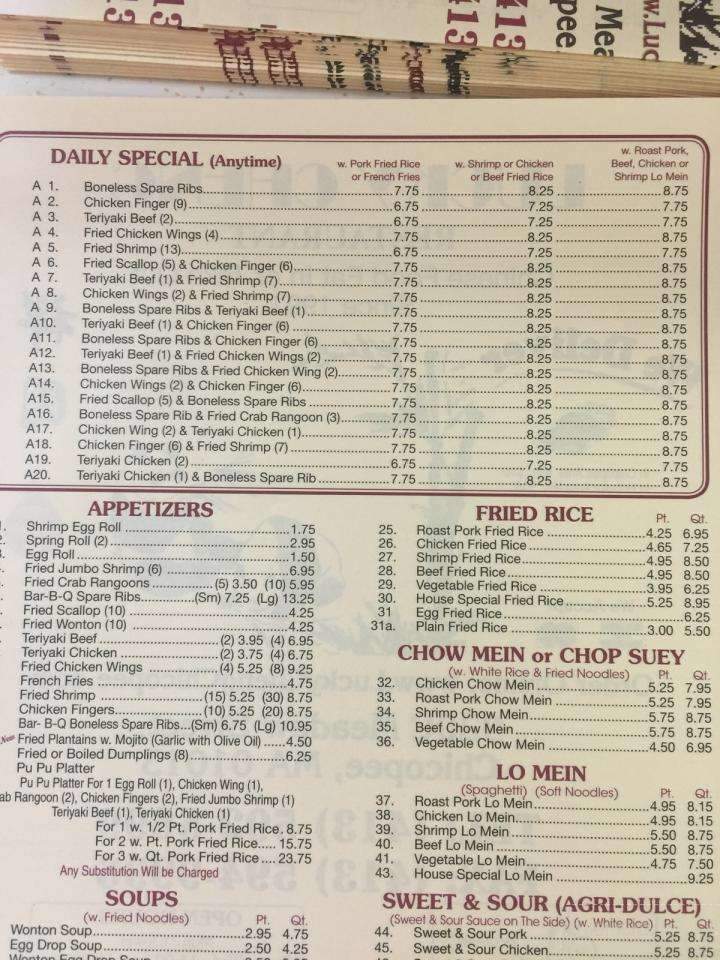 413
413
413
413
pee
Mea
w.Luc
DAILY SPECIAL (Anytime)
w. Pork Fried Rice or French Fries
w. Shrimp or Chicken or Beef Fried Rice
w. Roast Pork, Beef, Chicken or Shrimp Lo Mein
A 1. Boneless Spare Ribs 7.75 8.25 8.75
A 2. Chicken Finger (9) 6.75 7.25 7.75
A 3. Teriyaki Beef (2) 6.75 7.25 7.75
A 4. Fried Chicken Wings (4) 7.75 8.25 8.75
A 5. Fried Shrimp (13) 6.75 7.25 7.75
A 6. Fried Scallop (5) & Chicken Finger (6) 7.75 8.25 8.75
A 7. Teriyaki Beef (1) & Fried Shrimp (7) 7.75 8.25 8.75
A 8. Chicken Wings (2) & Fried Shrimp (7) 7.75 8.25 8.75
A 9. Boneless Spare Ribs & Teriyaki Beef (1) 7.75 8.25 8.75
A10. Teriyaki Beef (1) & Chicken Finger (6) 7.75 8.25 8.75
A11. Boneless Spare Ribs & Chicken Finger (6) 7.75 8.25 8.75
A12. Teriyaki Beef (1) & Fried Chicken Wings (2) 7.75 8.25 8.75
A13. Boneless Spare Ribs & Fried Chicken Wing (2) 7.75 8.25 8.75
A14. Chicken Wings (2) & Chicken Finger (6) 7.75 8.25 8.75
A15. Fried Scallop (5) & Boneless Spare Ribs 7.75 8.25 8.75
A16. Boneless Spare Rib & Fried Crab Rangoon (3) 7.75 8.25 8.75
A17. Chicken Wing (2) & Teriyaki Chicken (1) 7.75 8.25 8.75
A18. Chicken Finger (6) & Fried Shrimp (7) 7.75 8.25 8.75
A19. Teriyaki Chicken (2) 6.75 7.25 7.75
A20. Teriyaki Chicken (1) & Boneless Spare Rib 7.75 8.25 8.75
APPETIZERS
Shrimp Egg Roll 1.75
Spring Roll (2) 2.95
Egg Roll 1.50
Fried Jumbo Shrimp (6) 6.95
Fried Crab Rangoons (5) 3.50 (10) 5.95
Bar-B-Q Spare Ribs (Sm) 7.25 (Lg) 13.25
Fried Scallop (10) 4.25
Fried Wonton (10) 4.25
Teriyaki Beef (2) 3.95 (4) 6.95
Teriyaki Chicken (2) 3.75 (4) 6.75
Fried Chicken Wings (4) 5.25 (8) 9.25
French Fries 4.75
Fried Shrimp (15) 5.25 (30) 8.75
Chicken Fingers (10) 5.25 (20) 8.75
Bar- B-Q Boneless Spare Ribs (Sm) 6.75 (Lg) 10.95
New Fried Plantains w. Mojito (Garlic with Olive Oil) 4.50
Fried or Boiled Dumplings (8) 6.25
Pu Pu Platter
Pu Pu Platter For 1 Egg Roll (1), Chicken Wing (1),
ab Rangoon (2), Chicken Fingers (2), Fried Jumbo Shrimp (1)
Teriyaki Beef (1), Teriyaki Chicken (1)
For 1 w. 1/2 Pt. Pork Fried Rice. 8.75
For 2 w. Pt. Pork Fried Rice..... 15.75
For 3 w. Qt. Pork Fried Rice .... 23.75
Any Substitution Will be Charged
SOUPS
(w. Fried Noodles) Pt. Qt.
Wonton Soup 2.95 4.75
Egg Drop Soup 2.50 4.25
Wonton Egg Drop Soup
FRIED RICE
Pt. Qt.
25. Roast Pork Fried Rice 4.25 6.95
26. Chicken Fried Rice 4.65 7.25
27. Shrimp Fried Rice 4.95 8.50
28. Beef Fried Rice 4.95 8.50
29. Vegetable Fried Rice 3.95 6.25
30. House Special Fried Rice 5.25 8.95
31 Egg Fried Rice 6.25
31a. Plain Fried Rice 3.00 5.50
CHOW MEIN or CHOP SUEY
(w. White Rice & Fried Noodles) Pt. Qt.
32. Chicken Chow Mein 5.25 7.95
33. Roast Pork Chow Mein 5.25 7.95
34. Shrimp Chow Mein 5.75 8.75
35. Beef Chow Mein 5.75 8.75
36. Vegetable Chow Mein 4.50 6.95
LO MEIN
(Spaghetti) (Soft Noodles) Pt. Qt.
37. Roast Pork Lo Mein 4.95 8.15
38. Chicken Lo Mein 4.95 8.15
39. Shrimp Lo Mein 5.50 8.75
40. Beef Lo Mein 5.50 8.75
41. Vegetable Lo Mein 4.75 7.50
43. House Special Lo Mein 9.25
SWEET & SOUR (AGRI-DULCE)
(Sweet & Sour Sauce on The Side) (w. White Rice) Pt. Qt.
44. Sweet & Sour Pork 5.25 8.75
45. Sweet & Sour Chicken 5.25 8.75